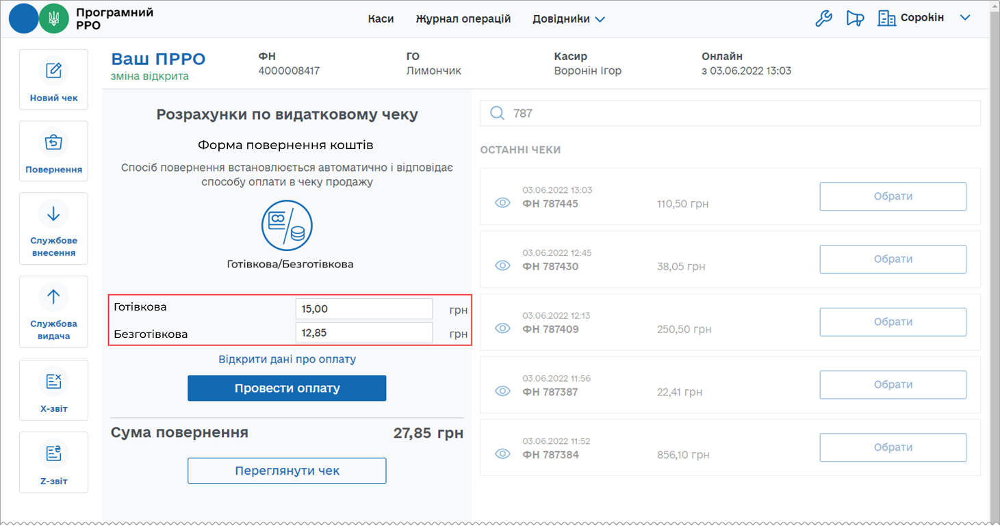 Програмний
РРО
Каси
Журнал операцій
Довідники
Сорокін
Новий чек
Повернення
Службове
внесення
Службова
видача
X-звіт
Z-звіт
Ваш ПРРО
зміна відкрита
ФН
4000008417
ГО
Лимончик
Касир
Воронін Ігор
Онлайн
з 03.06.2022 13:03
Розрахунки по видатковому чеку
Форма повернення коштів
Спосіб повернення встановлюється автоматично і відповідає
способу оплати в чеку продажу
Готівкова/Безготівкова
Готівкова 15,00 грн
Безготівкова 12,85 грн
Відкрити дані про оплату
Провести оплату
Сума повернення 27,85 грн
Переглянути чек
787
ОСТАННІ ЧЕКИ
03.06.2022 13:03
ФН 787445 110,50 грн Обрати
03.06.2022 12:45
ФН 787430 38,05 грн Обрати
03.06.2022 12:13
ФН 787409 250,50 грн Обрати
03.06.2022 11:56
ФН 787387 22,41 грн Обрати
03.06.2022 11:52
ФН 787384 856,10 грн Обрати